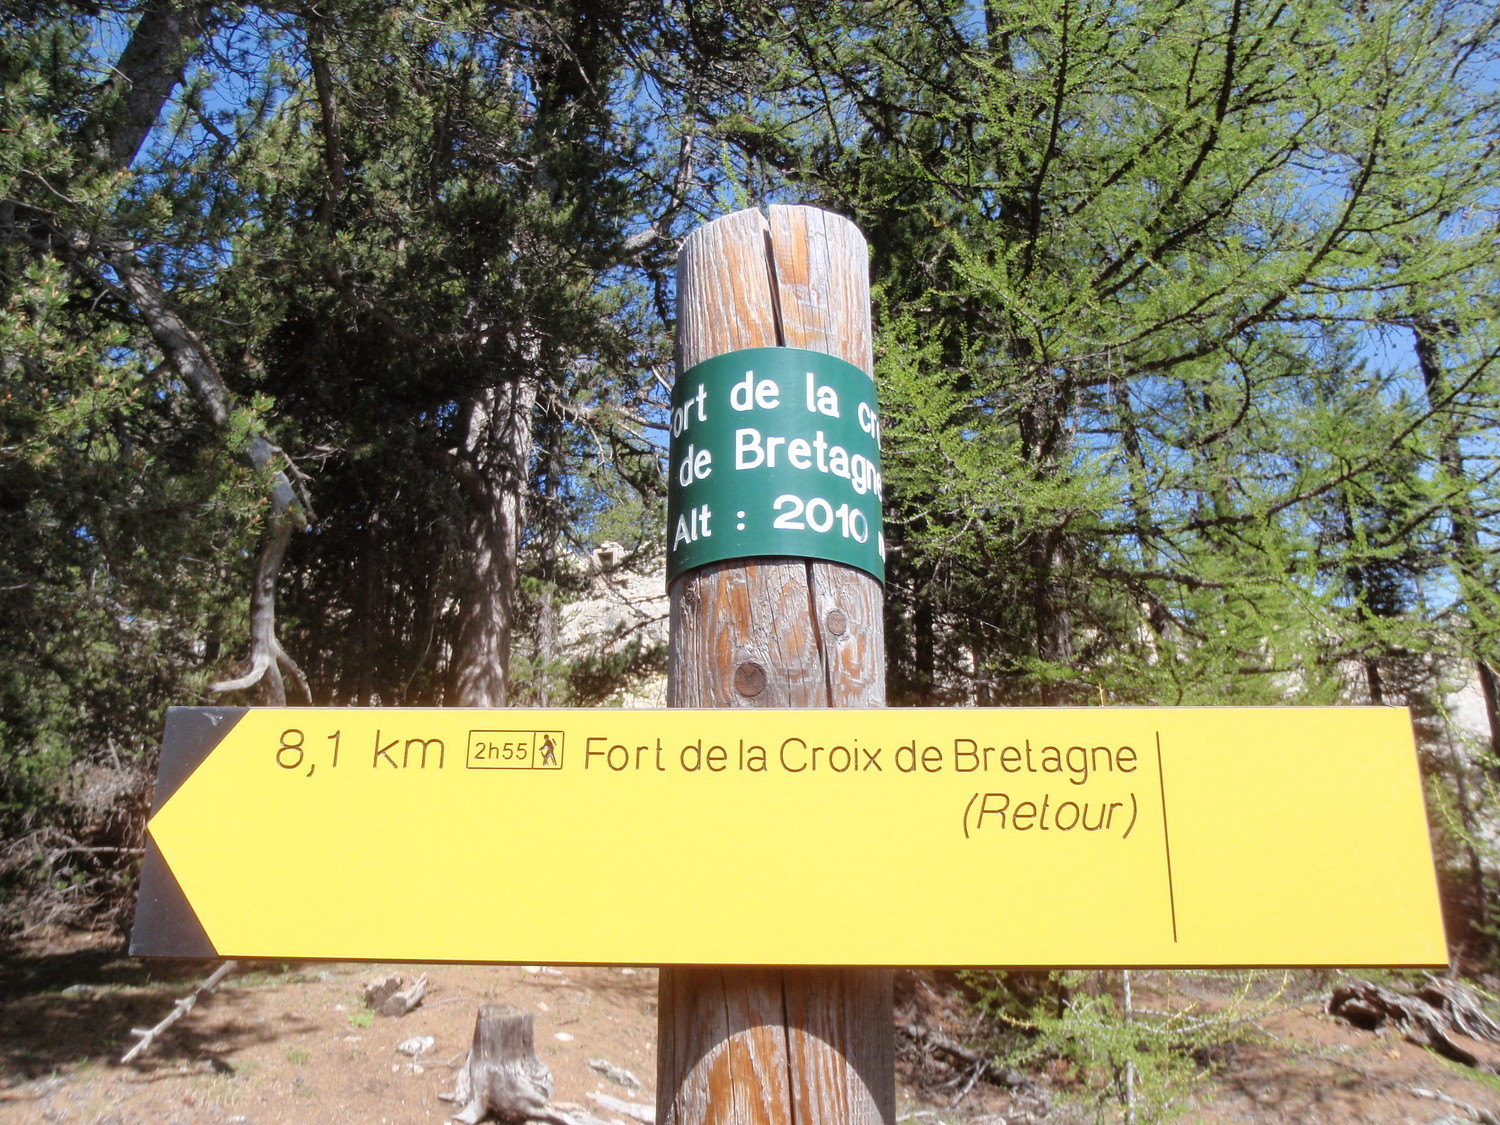 ort de la cr
de Bretagne
Alt : 2010
8,1 km 2h55 Fort de la Croix de Bretagne
(Retour)